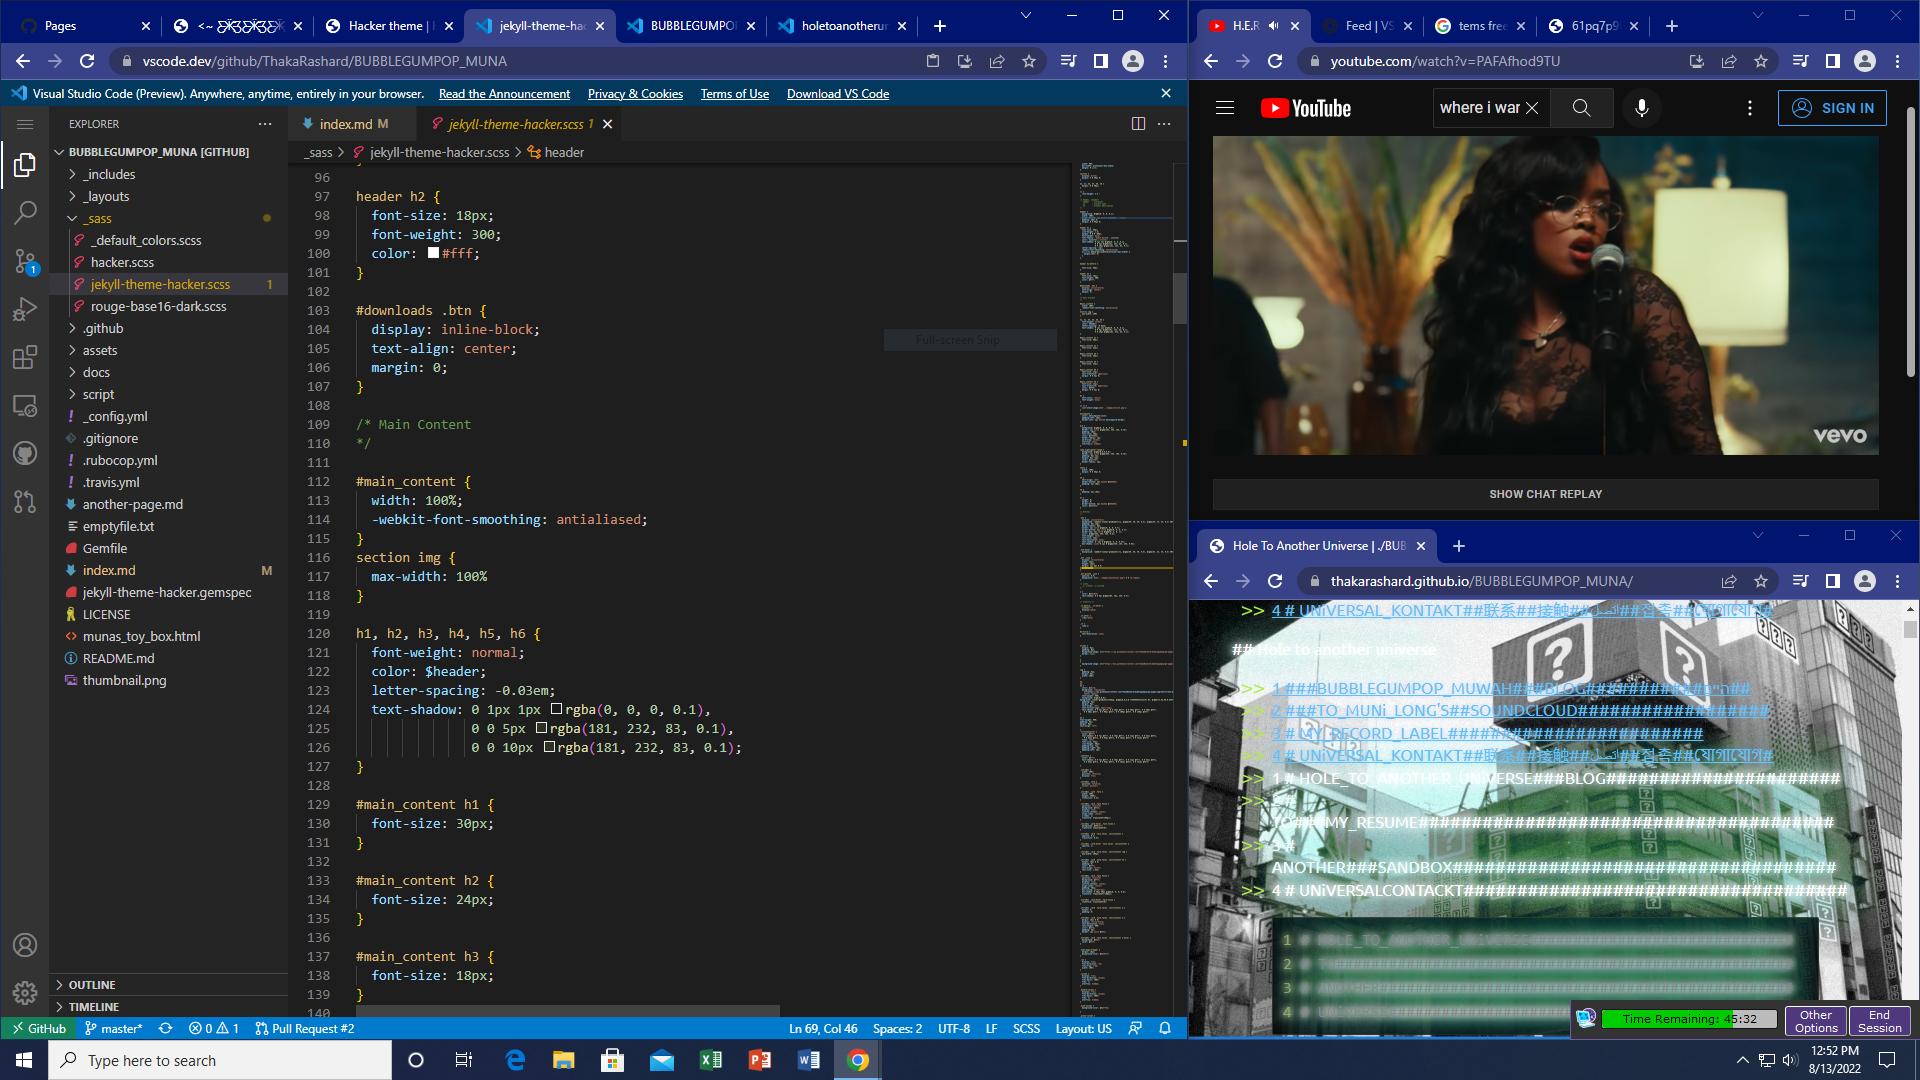 Pages
<~ ƸӜƷƸӜƷƸӜ
Hacker theme |
jekyll-theme-hac
BUBBLEGUMPO
holetoanotherur
vscode.dev/github/ThakaRashard/BUBBLEGUMPOP_MUNA
Visual Studio Code (Preview). Anywhere, anytime, entirely in your browser. Read the Announcement Privacy & Cookies Terms of Use Download VS Code
EXPLORER
BUBBLEGUMPOP_MUNA [GITHUB]
_includes
_layouts
_sass
_default_colors.scss
hacker.scss
jekyll-theme-hacker.scss 1
rouge-base16-dark.scss
.github
assets
docs
script
_config.yml
.gitignore
.rubocop.yml
.travis.yml
another-page.md
emptyfile.txt
Gemfile
index.md M
jekyll-theme-hacker.gemspec
LICENSE
munas_toy_box.html
README.md
thumbnail.png
OUTLINE
TIMELINE
1
index.md M
jekyll-theme-hacker.scss 1
_sass > jekyll-theme-hacker.scss > header
96
97 header h2 {
98 font-size: 18px;
99 font-weight: 300;
100 color: #fff;
101 }
102
103 #downloads .btn {
104 display: inline-block;
105 text-align: center;
106 margin: 0;
107 }
108
109 /* Main Content
110 */
111
112 #main_content {
113 width: 100%;
114 -webkit-font-smoothing: antialiased;
115 }
116 section img {
117 max-width: 100%
118 }
119
120 h1, h2, h3, h4, h5, h6 {
121 font-weight: normal;
122 color: $header;
123 letter-spacing: -0.03em;
124 text-shadow: 0 1px 1px rgba(0, 0, 0, 0.1),
125 0 0 5px rgba(181, 232, 83, 0.1),
126 0 0 10px rgba(181, 232, 83, 0.1);
127 }
128
129 #main_content h1 {
130 font-size: 30px;
131 }
132
133 #main_content h2 {
134 font-size: 24px;
135 }
136
137 #main_content h3 {
138 font-size: 18px;
139 }
140
Full-screen Snip
GitHub master* 0 1 Pull Request #2 Ln 69, Col 46 Spaces: 2 UTF-8 LF SCSS Layout: US
H.E.R
Feed | VS
tems free
61pq7p9
youtube.com/watch?v=PAFAfhod9TU
YouTube
where i war
SIGN IN
vevo
SHOW CHAT REPLAY
Hole To Another Universe | ./BUB
thakarashard.github.io/BUBBLEGUMPOP_MUNA/
>> 4 # UNiVERSAL_KONTAKT##联系##接触##اتصل##접촉##যোগাযোগ#
## Hole to another universe
>> 1 ###BUBBLEGUMPOP_MUWAH###BLOG###########היי##
>> 2 ###TO_MUNi_LONG'S##SOUNDCLOUD##################
>> 3 # MY_RECORD_LABEL########################
>> 4 # UNiVERSAL_KONTAKT##联系##接触##اتصل##접촉##যোগাযোগ#
>> 1 # HOLE_TO_ANOTHER_UNiVERSE###BLOG######################
>> 2 #
TO###MY_RESUME#######################################
>> 3 #
ANOTHER###SANDBOX####################################
>> 4 # UNiVERSALCONTACKT####################################
1 #
2 #
3 #
4 #
Time Remaining: 45:32
Other Options
End Session
Type here to search
12:52 PM
8/13/2022